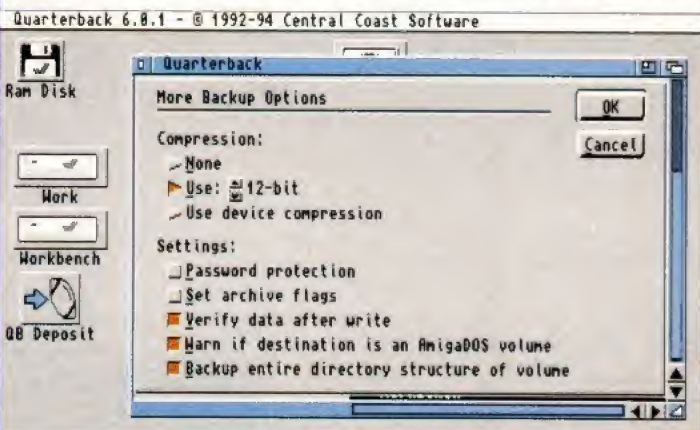 Quarterback 6.0.1 - © 1992-94 Central Coast Software
Ram Disk
Work
Workbench
QB Deposit
Quarterback
More Backup Options
OK
Cancel
Compression:
None
Use: 12-bit
Use device compression
Settings:
Password protection
Set archive flags
Verify data after write
Warn if destination is an AmigaDOS volume
Backup entire directory structure of volume